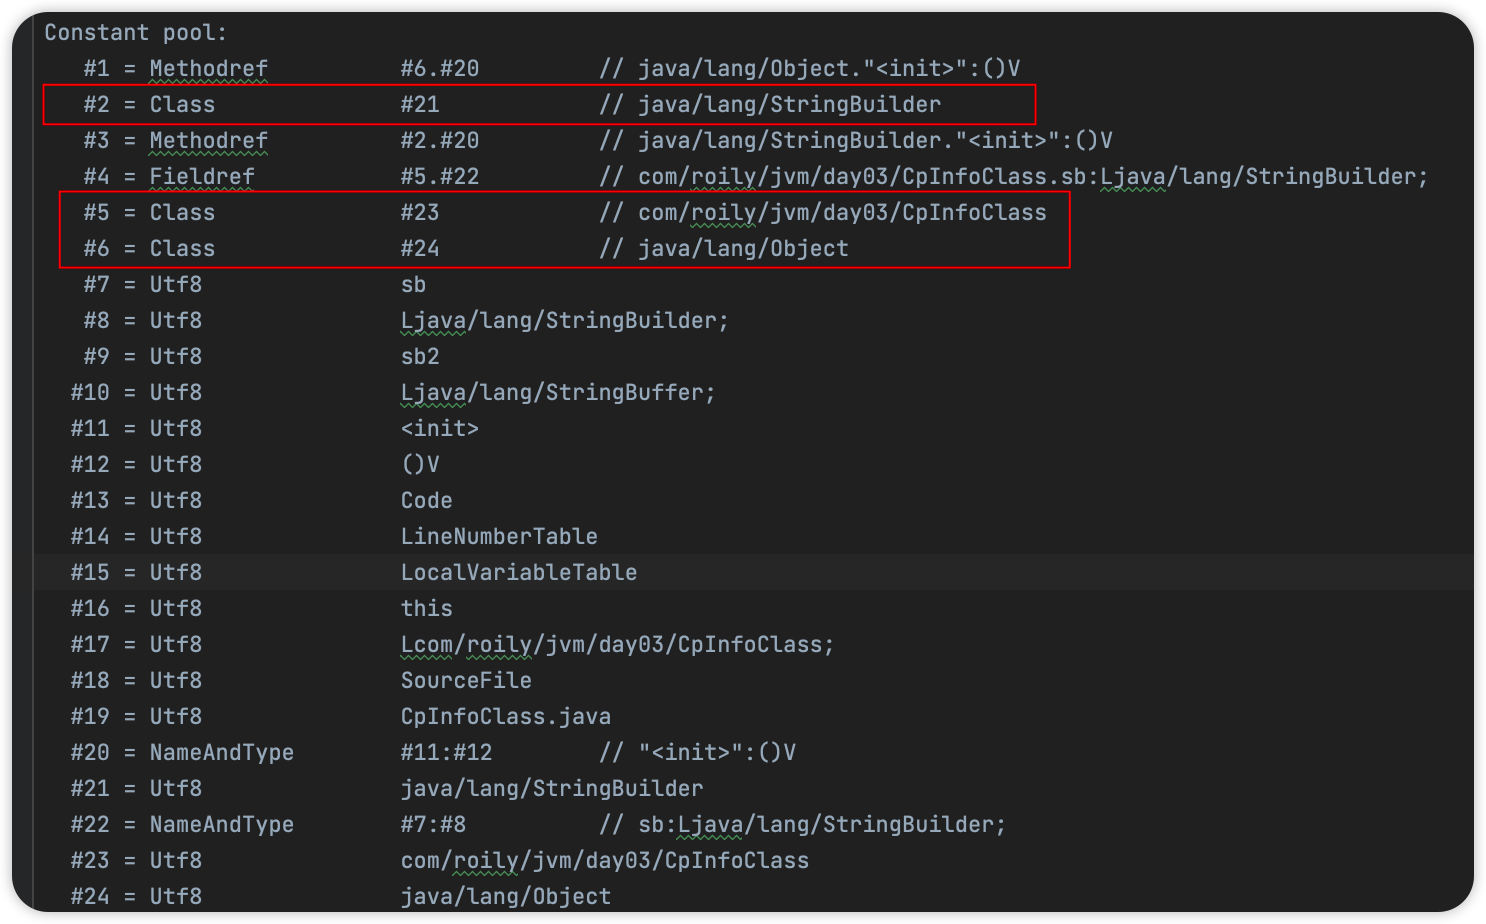 Constant pool:
#1 = Methodref #6.#20 // java/lang/Object."<init>":()V
#2 = Class #21 // java/lang/StringBuilder
#3 = Methodref #2.#20 // java/lang/StringBuilder."<init>":()V
#4 = Fieldref #5.#22 // com/roily/jvm/day03/CpInfoClass.sb:Ljava/lang/StringBuilder;
#5 = Class #23 // com/roily/jvm/day03/CpInfoClass
#6 = Class #24 // java/lang/Object
#7 = Utf8 sb
#8 = Utf8 Ljava/lang/StringBuilder;
#9 = Utf8 sb2
#10 = Utf8 Ljava/lang/StringBuffer;
#11 = Utf8 <init>
#12 = Utf8 ()V
#13 = Utf8 Code
#14 = Utf8 LineNumberTable
#15 = Utf8 LocalVariableTable
#16 = Utf8 this
#17 = Utf8 Lcom/roily/jvm/day03/CpInfoClass;
#18 = Utf8 SourceFile
#19 = Utf8 CpInfoClass.java
#20 = NameAndType #11:#12 // "<init>":()V
#21 = Utf8 java/lang/StringBuilder
#22 = NameAndType #7:#8 // sb:Ljava/lang/StringBuilder;
#23 = Utf8 com/roily/jvm/day03/CpInfoClass
#24 = Utf8 java/lang/Object